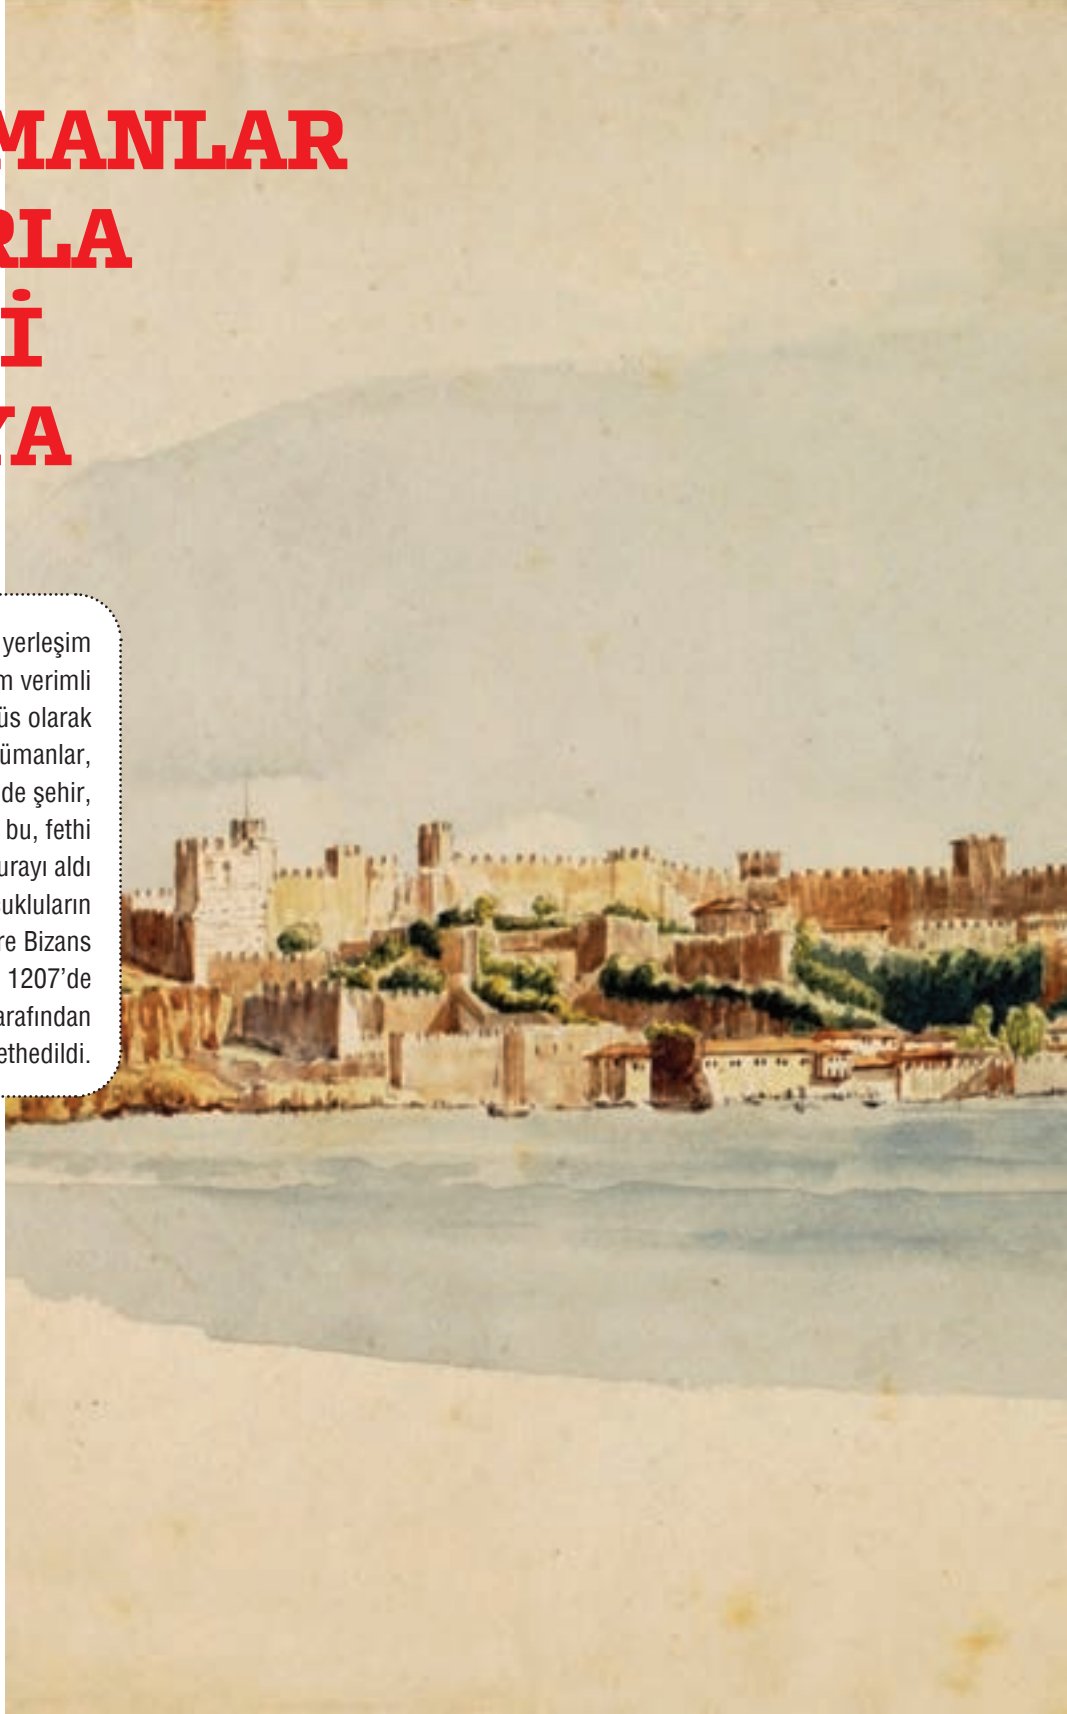 MANLAR
RLA
İ
YA
yerleşim
m verimli
üs olarak
ümanlar,
de şehir,
bu, fethi
urayı aldı
çukluların
re Bizans
1207’de
arafından
ethedildi.